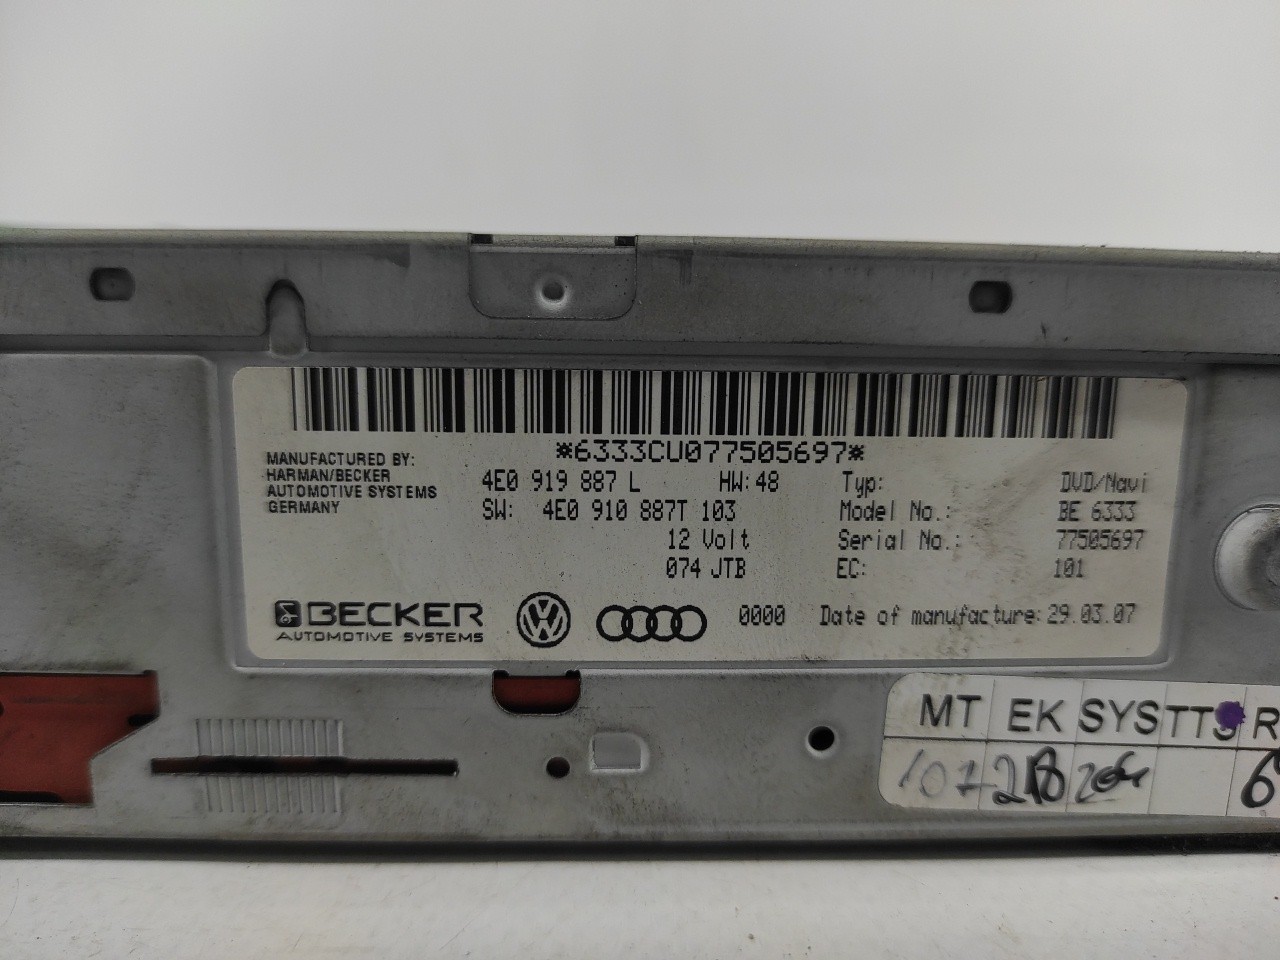 *6333CU077505697*
MANUFACTURED BY:
HARMAN/BECKER
AUTOMOTIVE SYSTEMS
GERMANY
4E0 919 887 L HW:48
SW: 4E0 910 887T 103
12 Volt
074 JTB
Typ: DVD/Navi
Model No.: BE 6333
Serial No.: 77505697
EC: 101
BECKER
AUTOMOTIVE SYSTEMS
VW
0000 Date of manufacture: 29.03.07
MT EK SYS TTS R